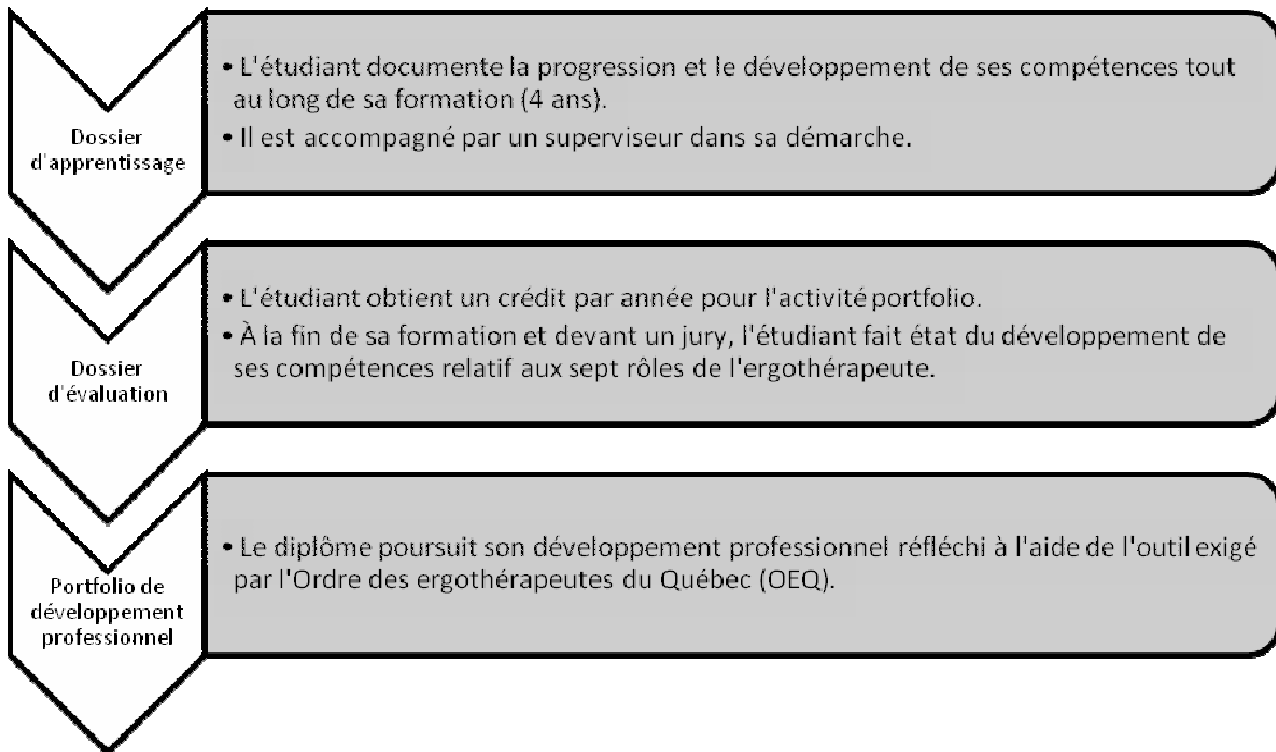 Dossier
d'apprentissage
• L'étudiant documente la progression et le développement de ses compétences tout
au long de sa formation (4 ans).
• Il est accompagné par un superviseur dans sa démarche.
Dossier
d'évaluation
• L'étudiant obtient un crédit par année pour l'activité portfolio.
• À la fin de sa formation et devant un jury, l'étudiant fait état du développement de
ses compétences relatif aux sept rôles de l'ergothérapeute.
Portfolio de
développement
professionnel
• Le diplôme poursuit son développement professionnel réfléchi à l'aide de l'outil exigé
par l'Ordre des ergothérapeutes du Québec (OEQ).